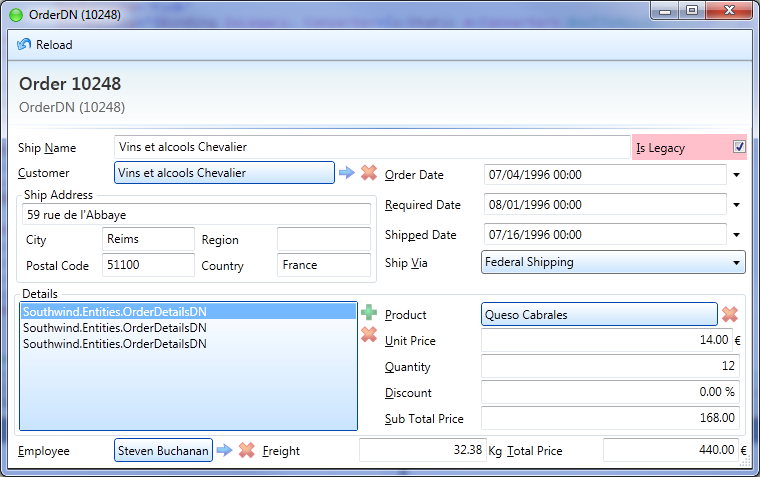 OrderDN (10248)
Reload
Order 10248
OrderDN (10248)
Ship Name Vins et alcools Chevalier Is Legacy
Customer Vins et alcools Chevalier Order Date 07/04/1996 00:00
Ship Address Required Date 08/01/1996 00:00
59 rue de l'Abbaye
City Reims Region Shipped Date 07/16/1996 00:00
Postal Code 51100 Country France Ship Via Federal Shipping
Details
Southwind.Entities.OrderDetailsDN Product Queso Cabrales
Southwind.Entities.OrderDetailsDN
Southwind.Entities.OrderDetailsDN
Unit Price 14.00 €
Quantity 12
Discount 0.00 %
Sub Total Price 168.00
Employee Steven Buchanan Freight 32.38 Kg Total Price 440.00 €